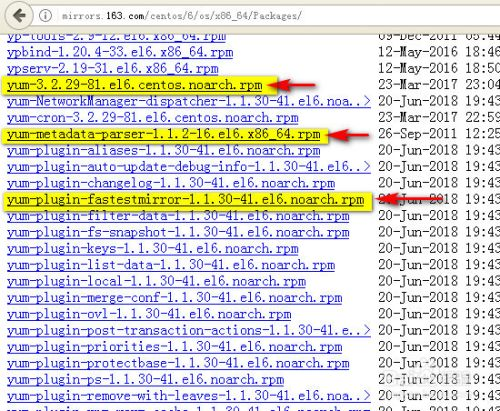 mirrors.163.com/centos/6/os/x86_64/Packages/
yp-tools-2.9-12.el6.x86_64.rpm 09-Dec-2011 05:44
ypbind-1.20.4-33.el6.x86_64.rpm 12-May-2016 18:48
ypserv-2.19-31.el6.x86_64.rpm 12-May-2016 18:50
yum-3.2.29-81.el6.centos.noarch.rpm 23-Mar-2017 23:04
yum-NetworkManager-dispatcher-1.1.30-41.el6.noa..> 20-Jun-2018 19:43
yum-cron-3.2.29-81.el6.centos.noarch.rpm 23-Mar-2017 22:59
yum-metadata-parser-1.1.2-16.el6.x86_64.rpm 26-Sep-2011 12:25
yum-plugin-aliases-1.1.30-41.el6.noarch.rpm 20-Jun-2018 19:43
yum-plugin-auto-update-debug-info-1.1.30-41.el6..> 20-Jun-2018 19:43
yum-plugin-changelog-1.1.30-41.el6.noarch.rpm 20-Jun-2018 19:43
yum-plugin-fastestmirror-1.1.30-41.el6.noarch.rpm 20-Jun-2018 19:43
yum-plugin-filter-data-1.1.30-41.el6.noarch.rpm 20-Jun-2018 19:43
yum-plugin-fs-snapshot-1.1.30-41.el6.noarch.rpm 20-Jun-2018 19:43
yum-plugin-keys-1.1.30-41.el6.noarch.rpm 20-Jun-2018 19:43
yum-plugin-list-data-1.1.30-41.el6.noarch.rpm 20-Jun-2018 19:43
yum-plugin-local-1.1.30-41.el6.noarch.rpm 20-Jun-2018 19:43
yum-plugin-merge-conf-1.1.30-41.el6.noarch.rpm 20-Jun-2018 19:43
yum-plugin-ovl-1.1.30-41.el6.noarch.rpm 20-Jun-2018 19:43
yum-plugin-post-transaction-actions-1.1.30-41.e..> 20-Jun-2018 19:43
yum-plugin-priorities-1.1.30-41.el6.noarch.rpm 20-Jun-2018 19:43
yum-plugin-protectbase-1.1.30-41.el6.noarch.rpm 20-Jun-2018 19:43
yum-plugin-ps-1.1.30-41.el6.noarch.rpm 20-Jun-2018 19:43
yum-plugin-remove-with-leaves-1.1.30-41.el6.noa..> 20-Jun-2018 19:43